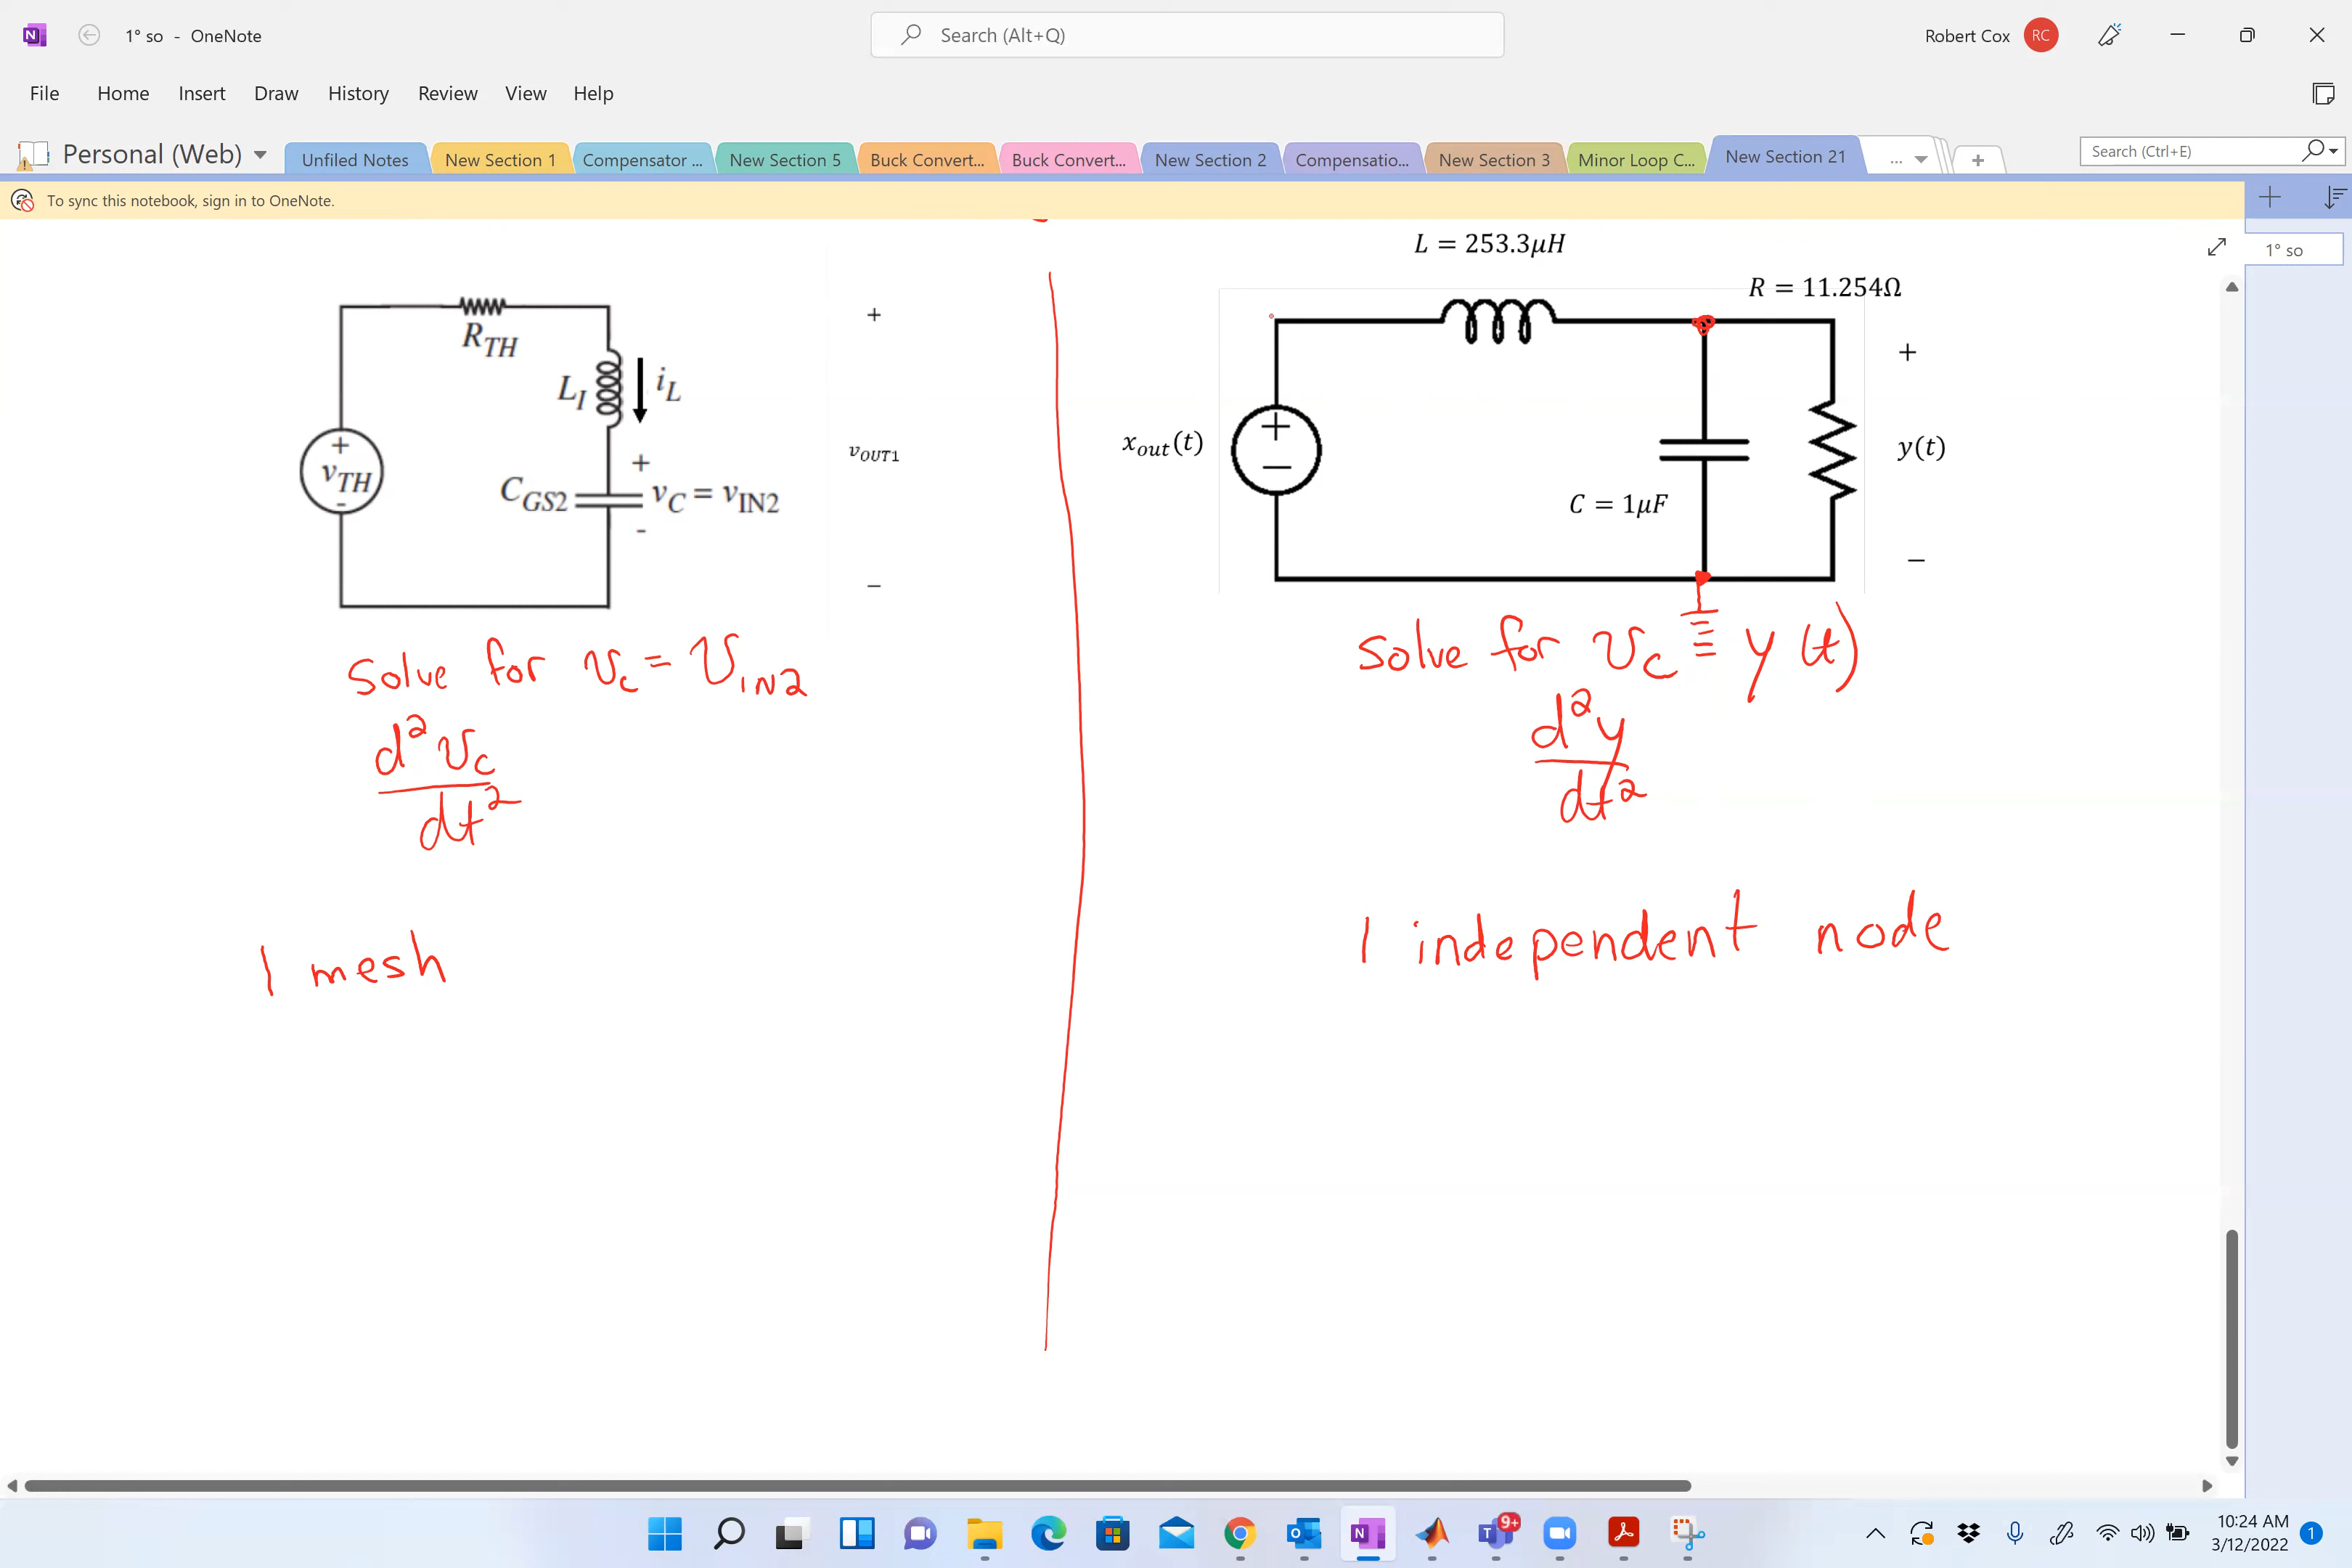 1° so - OneNote
Search (Alt+Q)
Robert Cox RC
File Home Insert Draw History Review View Help
Personal (Web)
Unfiled Notes New Section 1 Compensator ... New Section 5 Buck Convert... Buck Convert... New Section 2 Compensatio... New Section 3 Minor Loop C... New Section 21 ...
Search (Ctrl+E)
To sync this notebook, sign in to OneNote.
1° so
R_TH
L_I
i_L
+
v_TH
-
C_GS2
+
v_C = v_IN2
-
+
v_OUT1
−
Solve for v_c = v_IN2
d²v_c
dt²
1 mesh
L = 253.3μH
R = 11.254Ω
x_out(t)
+
−
C = 1μF
+
y(t)
−
solve for v_c ≡ y(t)
d²y
dt²
1 independent node
9+
10:24 AM
3/12/2022
1